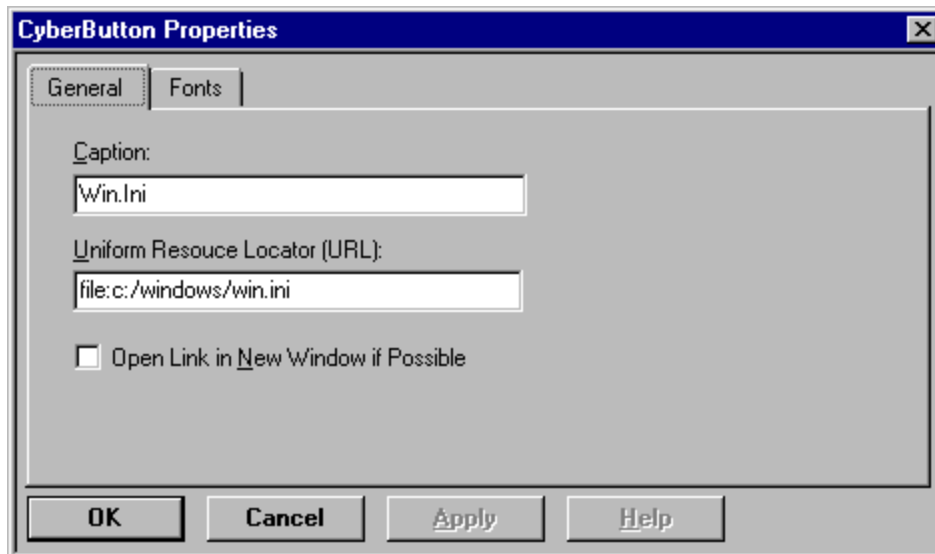 CyberButton Properties
General Fonts
Caption:
Win.Ini
Uniform Resouce Locator (URL):
file:c:/windows/win.ini
Open Link in New Window if Possible
OK Cancel Apply Help